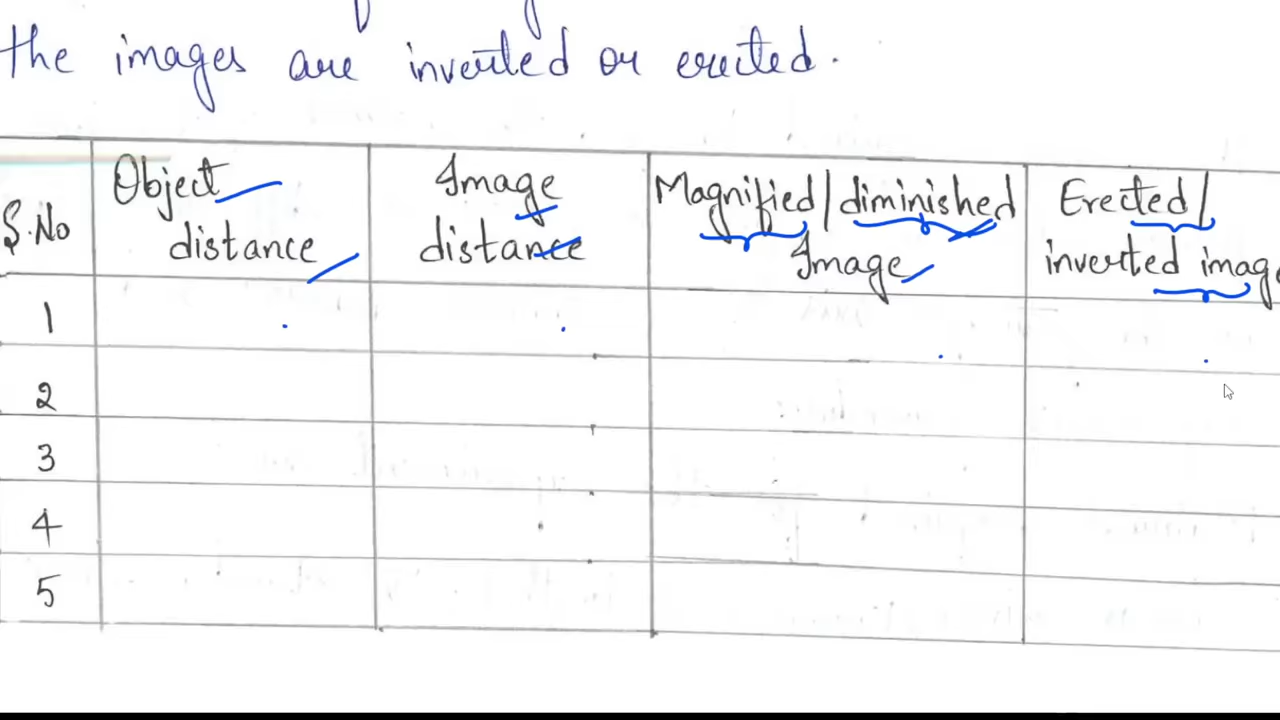 the images are inverted or erected.
S.No
Object
distance
Image
distance
Magnified/diminished
Image
Erected/
inverted image
1
2
3
4
5